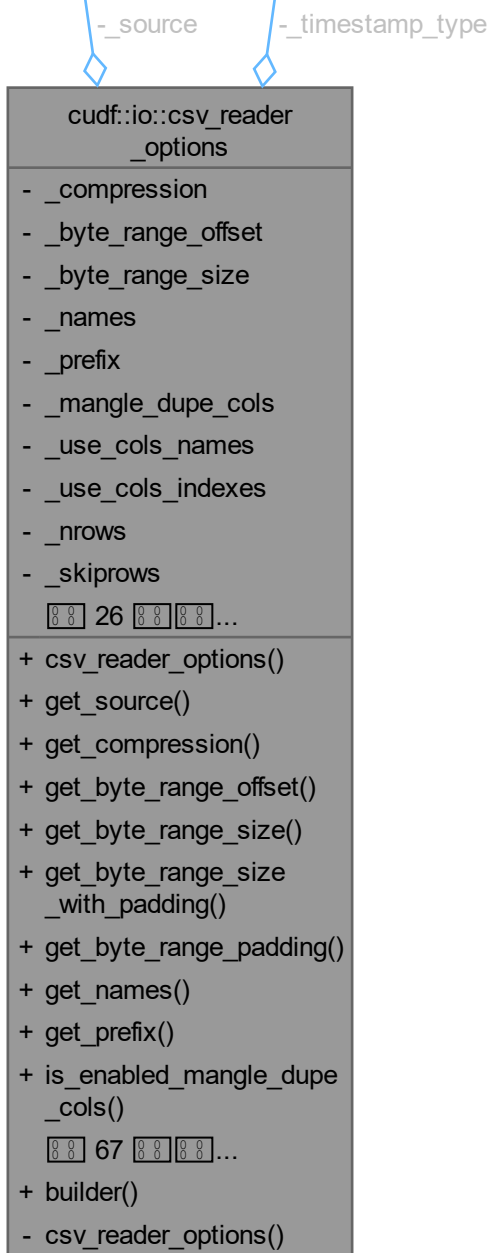 -_source
-_timestamp_type
cudf::io::csv_reader
_options
- _compression
- _byte_range_offset
- _byte_range_size
- _names
- _prefix
- _mangle_dupe_cols
- _use_cols_names
- _use_cols_indexes
- _nrows
- _skiprows
26 ...
+ csv_reader_options()
+ get_source()
+ get_compression()
+ get_byte_range_offset()
+ get_byte_range_size()
+ get_byte_range_size
_with_padding()
+ get_byte_range_padding()
+ get_names()
+ get_prefix()
+ is_enabled_mangle_dupe
_cols()
67 ...
+ builder()
- csv_reader_options()